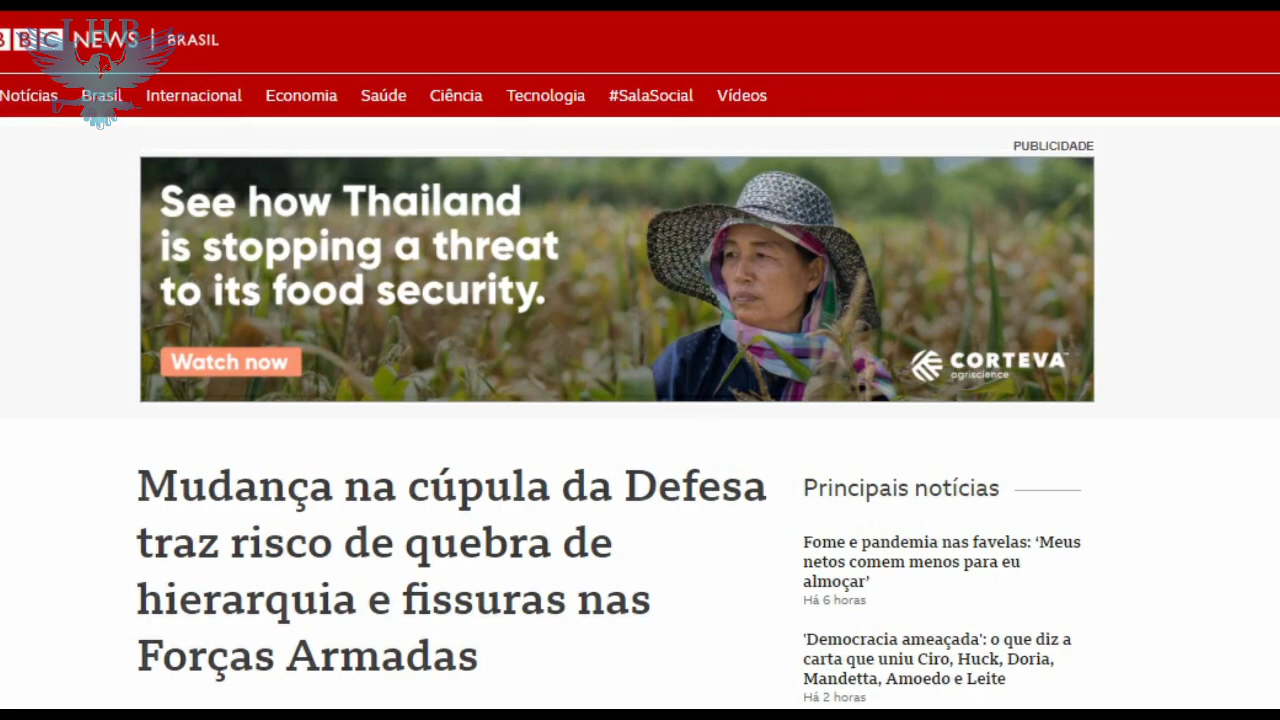 BBC NEWS | BRASIL
LHB
Notícias Brasil Internacional Economia Saúde Ciência Tecnologia #SalaSocial Vídeos
PUBLICIDADE
See how Thailand
is stopping a threat
to its food security.
Watch now
CORTEVA™
agriscience
Mudança na cúpula da Defesa
traz risco de quebra de
hierarquia e fissuras nas
Forças Armadas
Principais notícias
Fome e pandemia nas favelas: ‘Meus
netos comem menos para eu
almoçar’
Há 6 horas
'Democracia ameaçada': o que diz a
carta que uniu Ciro, Huck, Doria,
Mandetta, Amoedo e Leite
Há 2 horas